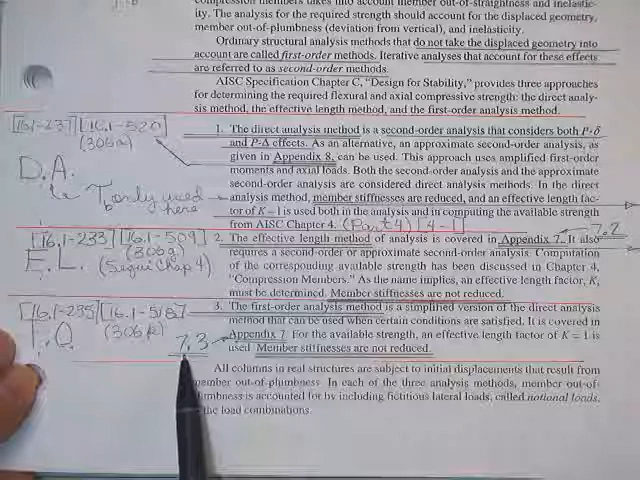 compression members takes into account member out-of-straightness and inelastic-
ity. The analysis for the required strength should account for the displaced geometry,
member out-of-plumbness (deviation from vertical), and inelasticity.
Ordinary structural analysis methods that do not take the displaced geometry into
account are called first-order methods. Iterative analyses that account for these effects
are referred to as second-order methods.
AISC Specification Chapter C, “Design for Stability,” provides three approaches
for determining the required flexural and axial compressive strength: the direct analy-
sis method, the effective length method, and the first-order analysis method.
[16.1-237] [16.1-520]
(306a)
D.A.
only used
here
1. The direct analysis method is a second-order analysis that considers both P-δ
and P-Δ effects. As an alternative, an approximate second-order analysis, as
given in Appendix 8, can be used. This approach uses amplified first-order
moments and axial loads. Both the second-order analysis and the approximate
second-order analysis are considered direct analysis methods. In the direct
analysis method, member stiffnesses are reduced, and an effective length fac-
tor of K = 1 is used both in the analysis and in computing the available strength
from AISC Chapter 4. (Part 4) [4-1]
7.2
[16.1-233] [16.1-509]
(306g)
E.L. (Segui Chap 4)
2. The effective length method of analysis is covered in Appendix 7. It also
requires a second-order or approximate second-order analysis. Computation
of the corresponding available strength has been discussed in Chapter 4,
“Compression Members.” As the name implies, an effective length factor, K,
must be determined. Member stiffnesses are not reduced.
[16.1-235]
7.3
3. The first-order analysis method is a simplified version of the direct analysis
method that can be used when certain conditions are satisfied. It is covered in
Appendix 7. For the available strength, an effective length factor of K = 1 is
used. Member stiffnesses are not reduced.
All columns in real structures are subject to initial displacements that result from
member out-of-plumbness. In each of the three analysis methods, member out-of-
plumbness is accounted for by including fictitious lateral loads, called notional loads,
the load combinations.